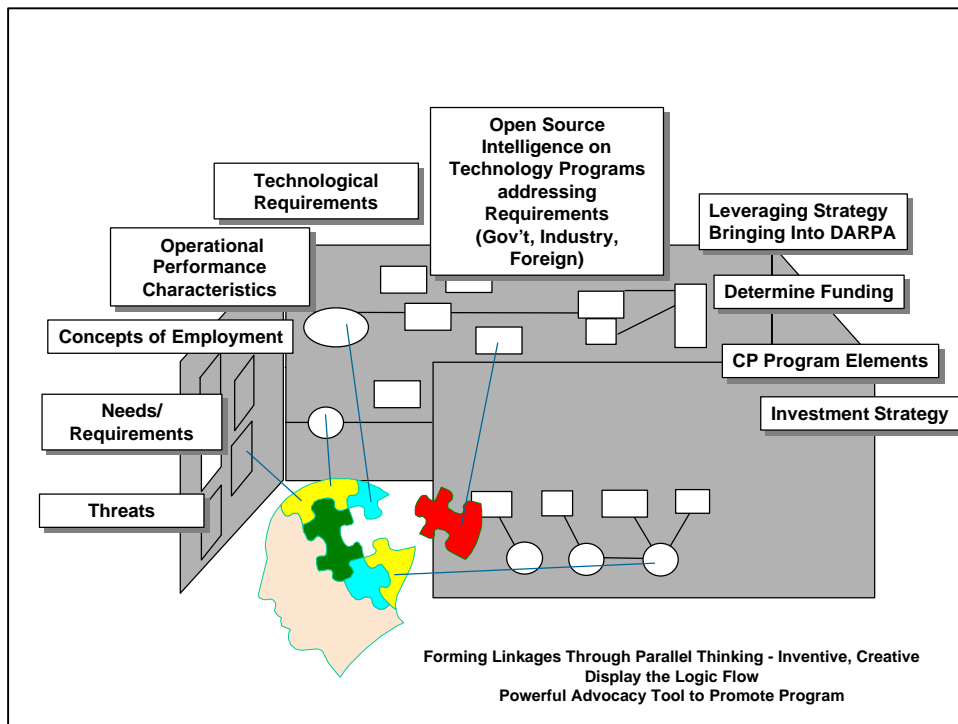 Open Source
Intelligence on
Technology Programs
addressing
Requirements
(Gov't, Industry,
Foreign)
Technological
Requirements
Operational
Performance
Characteristics
Concepts of Employment
Needs/
Requirements
Threats
Leveraging Strategy
Bringing Into DARPA
Determine Funding
CP Program Elements
Investment Strategy
Forming Linkages Through Parallel Thinking - Inventive, Creative
Display the Logic Flow
Powerful Advocacy Tool to Promote Program